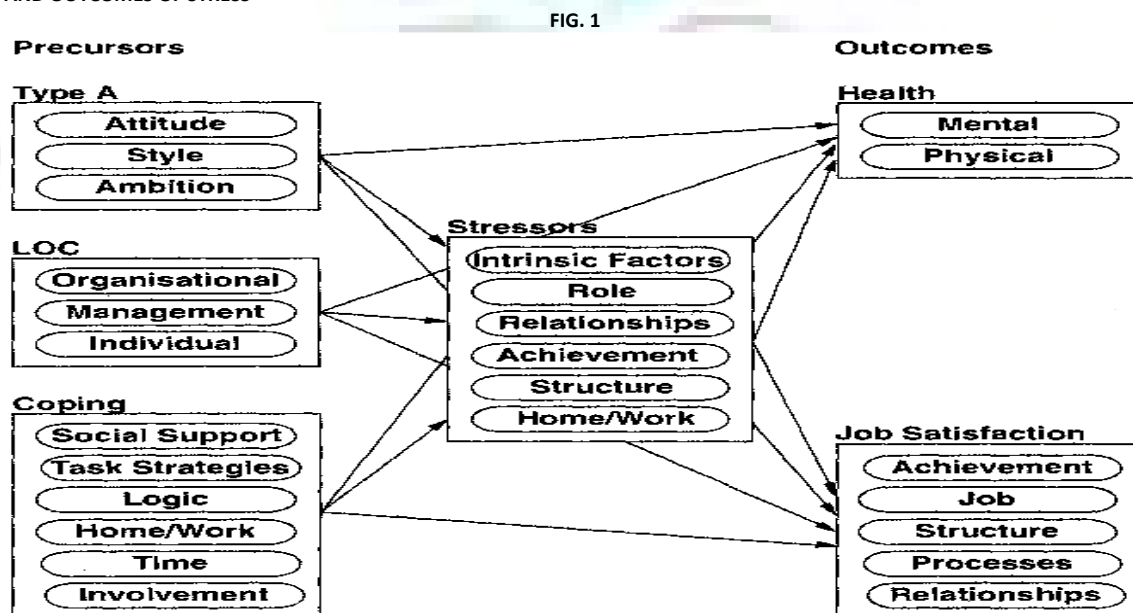 FIG. 1
Precursors
Outcomes
Type A
Attitude
Style
Ambition
LOC
Organisational
Management
Individual
Coping
Social Support
Task Strategies
Logic
Home/Work
Time
Involvement
Stressors
Intrinsic Factors
Role
Relationships
Achievement
Structure
Home/Work
Health
Mental
Physical
Job Satisfaction
Achievement
Job
Structure
Processes
Relationships